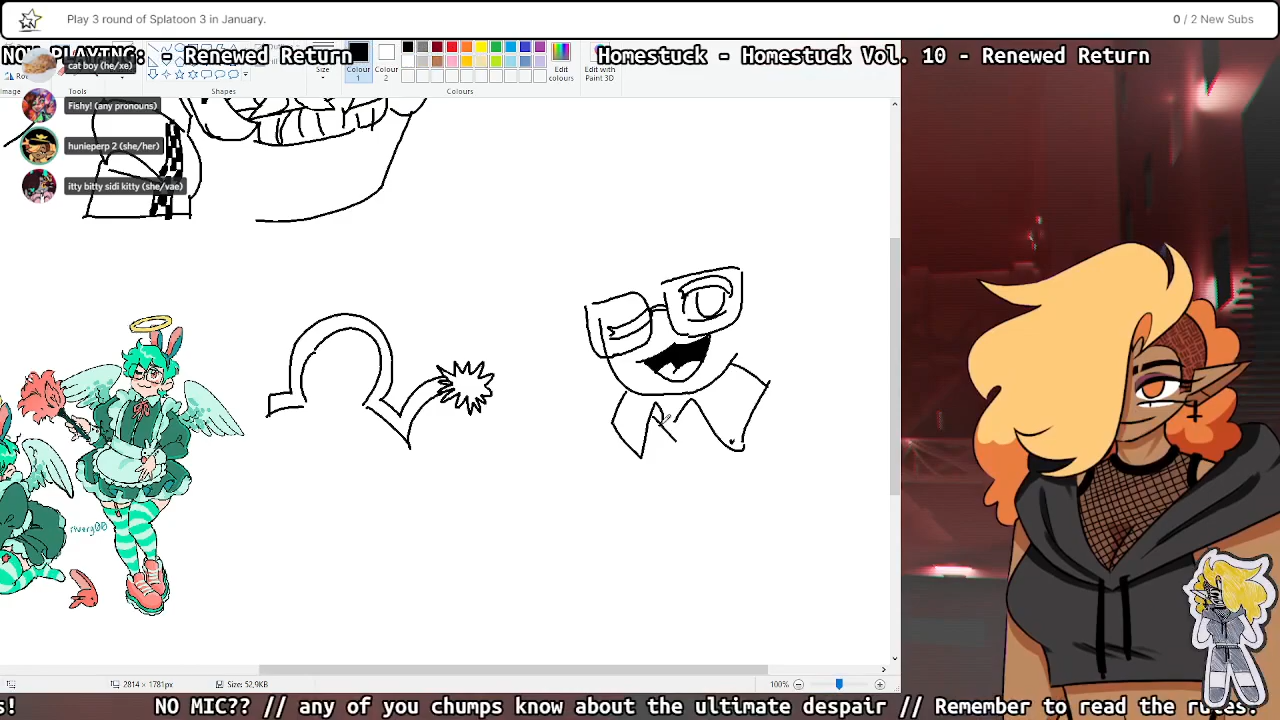 Play 3 round of Splatoon 3 in January.
0 / 2 New Subs
NOW PLAYING: - Renewed Return
Homestuck - Homestuck Vol. 10 - Renewed Return
cat boy (he/xe)
Size
Colour 1
Colour 2
Edit colours
Edit with Paint 3D
Image
Tools
Shapes
Colours
Fishy! (any pronouns)
hunieperp 2 (she/her)
itty bitty sidi kitty (she/vae)
2814 × 1781px
Size: 52,9KB
100%
s! NO MIC?? // any of you chumps know about the ultimate despair // Remember to read the rules!